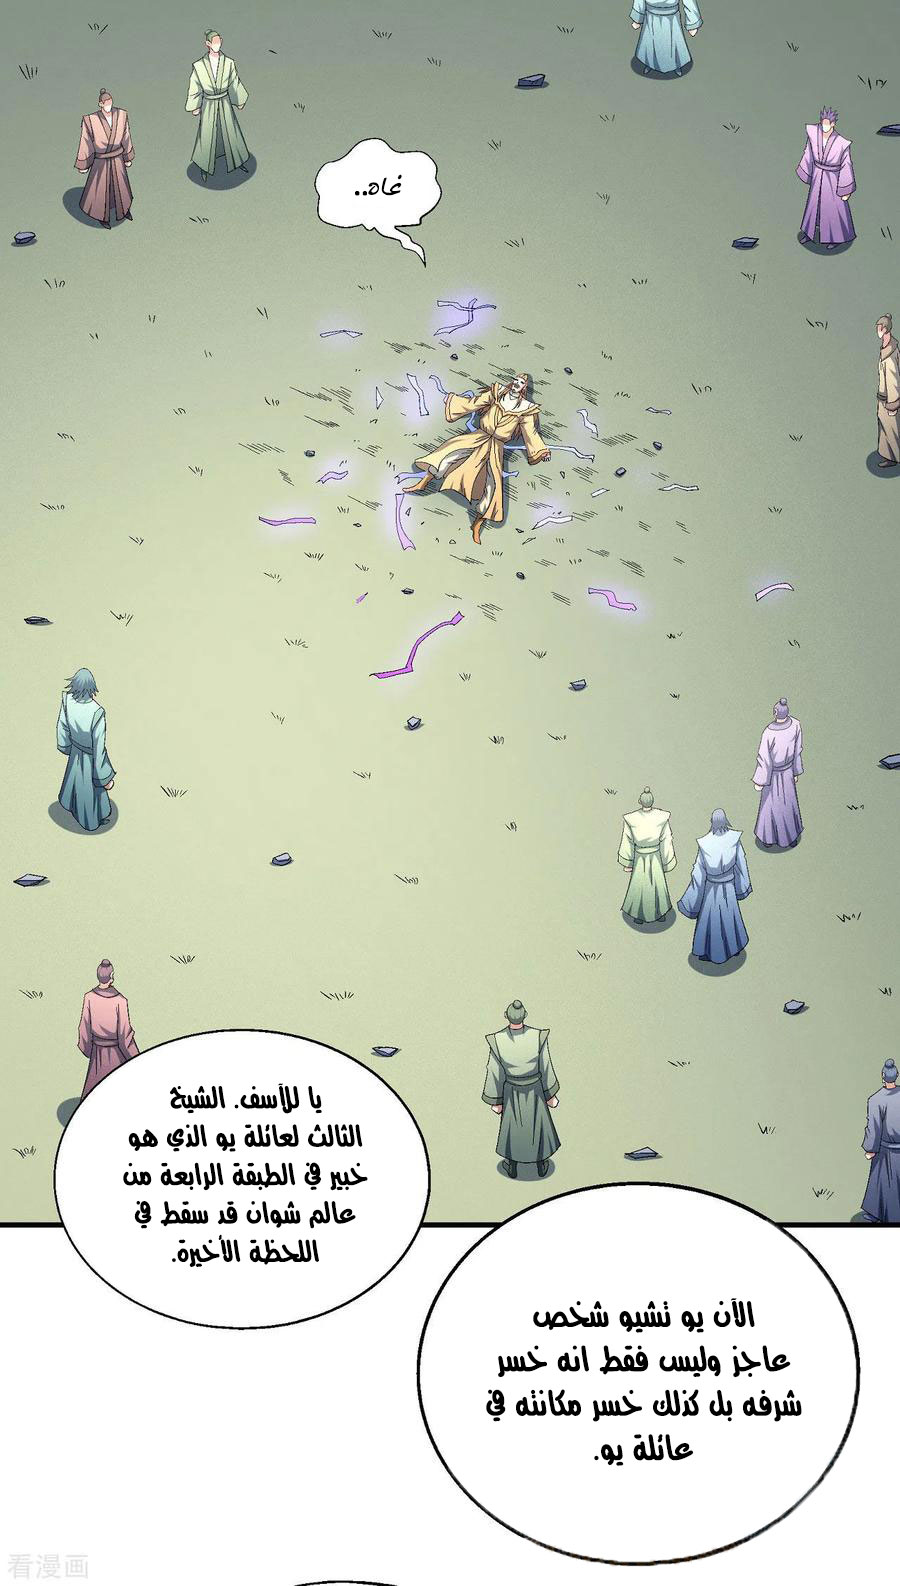 غاه..
يا للأسف. الشيخ
الثالث لعائلة يو الذي هو
خبير في الطبقة الرابعة من
عالم شوان قد سقط في
اللحظة الأخيرة.
الآن يو تشيو شخص
عاجز وليس فقط انه خسر
شرفه بل كذلك خسر مكانته في
عائلة يو.
看漫画